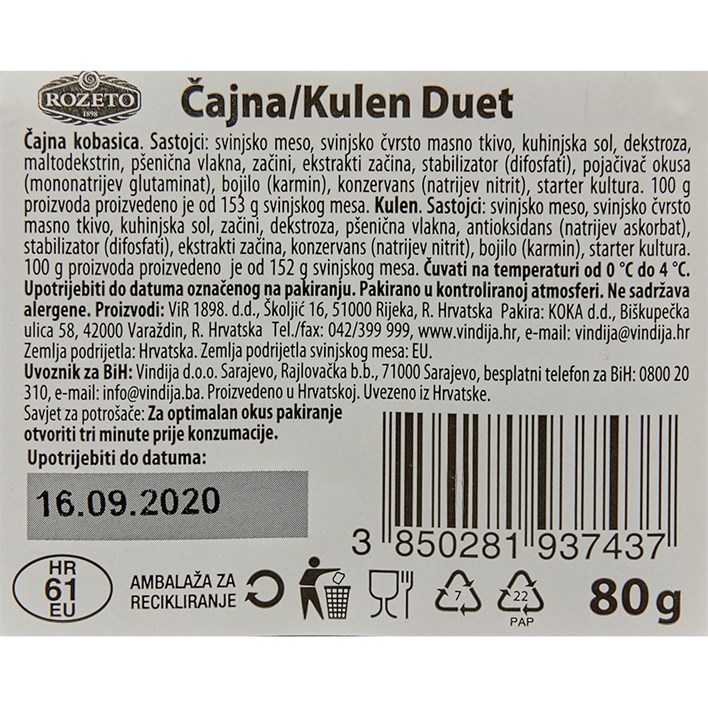 ROZETO
1898
Čajna/Kulen Duet
Čajna kobasica. Sastojci: svinjsko meso, svinjsko čvrsto masno tkivo, kuhinjska sol, dekstroza,
maltodekstrin, pšenična vlakna, začini, ekstrakti začina, stabilizator (difosfati), pojačivač okusa
(mononatrijev glutaminat), bojilo (karmin), konzervans (natrijev nitrit), starter kultura. 100 g
proizvoda proizvedeno je od 153 g svinjskog mesa. Kulen. Sastojci: svinjsko meso, svinjsko čvrsto
masno tkivo, kuhinjska sol, začini, dekstroza, pšenična vlakna, antioksidans (natrijev askorbat),
stabilizator (difosfati), ekstrakti začina, konzervans (natrijev nitrit), bojilo (karmin), starter kultura.
100 g proizvoda proizvedeno je od 152 g svinjskog mesa. Čuvati na temperaturi od 0 °C do 4 °C.
Upotrijebiti do datuma označenog na pakiranju. Pakirano u kontroliranoj atmosferi. Ne sadržava
alergene. Proizvodi: ViR 1898. d.d., Školjić 16, 51000 Rijeka, R. Hrvatska Pakira: KOKA d.d., Biškupečka
ulica 58, 42000 Varaždin, R. Hrvatska Tel./fax: 042/399 999, www.vindija.hr, e-mail: vindija@vindija.hr
Zemlja podrijetla: Hrvatska. Zemlja podrijetla svinjskog mesa: EU.
Uvoznik za BiH: Vindija d.o.o. Sarajevo, Rajlovačka b.b., 71000 Sarajevo, besplatni telefon za BiH: 0800 20
310, e-mail: info@vindija.ba. Proizvedeno u Hrvatskoj. Uvezeno iz Hrvatske.
Savjet za potrošače: Za optimalan okus pakiranje
otvoriti tri minute prije konzumacije.
Upotrijebiti do datuma:
16.09.2020
3 850281 937437
HR
61
EU
AMBALAŽA ZA
RECIKLIRANJE
7
22
PAP
80g